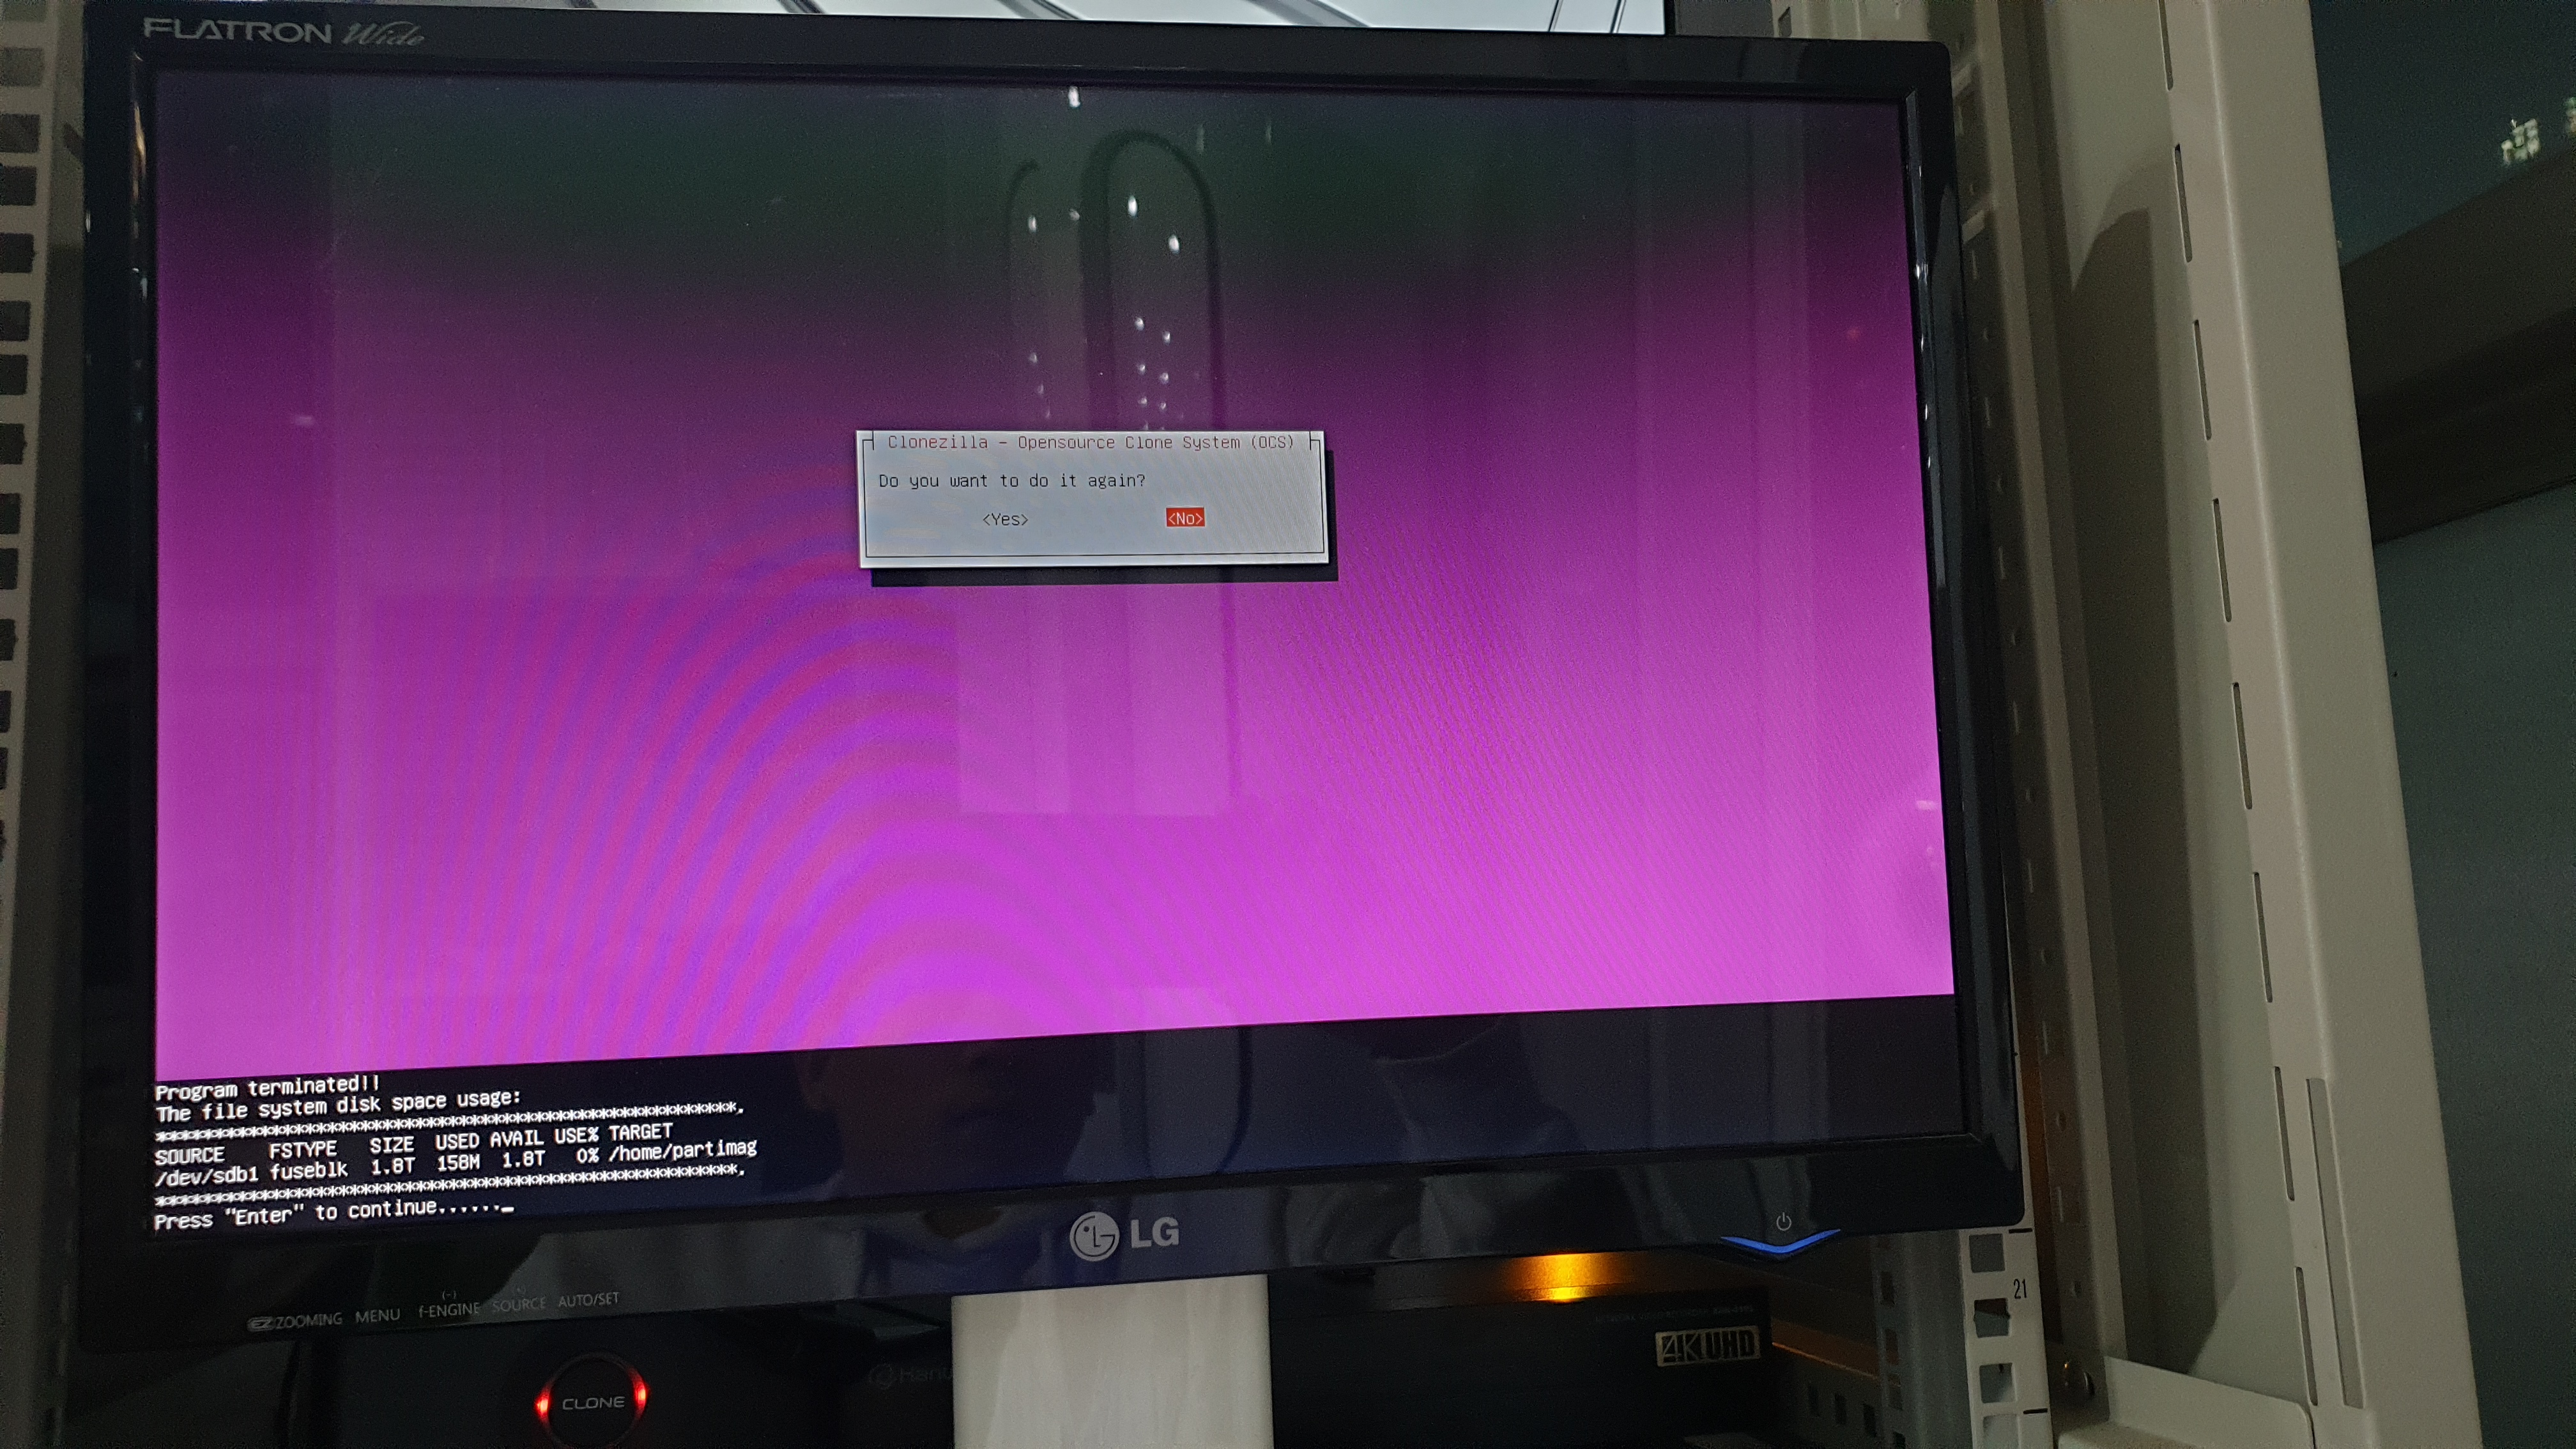 FLATRON Wide
Clonezilla - Opensource Clone System (OCS)
Do you want to do it again?
<Yes> <No>
Program terminated!!
The file system disk space usage:
SOURCE FSTYPE SIZE USED AVAIL USE% TARGET
/dev/sdb1 fuseblk 1.8T 158M 1.8T 0% /home/partimag
Press "Enter" to continue......
LG
EZ ZOOMING MENU f-ENGINE SOURCE AUTO/SET
(-)
21
4K UHD
CLONE